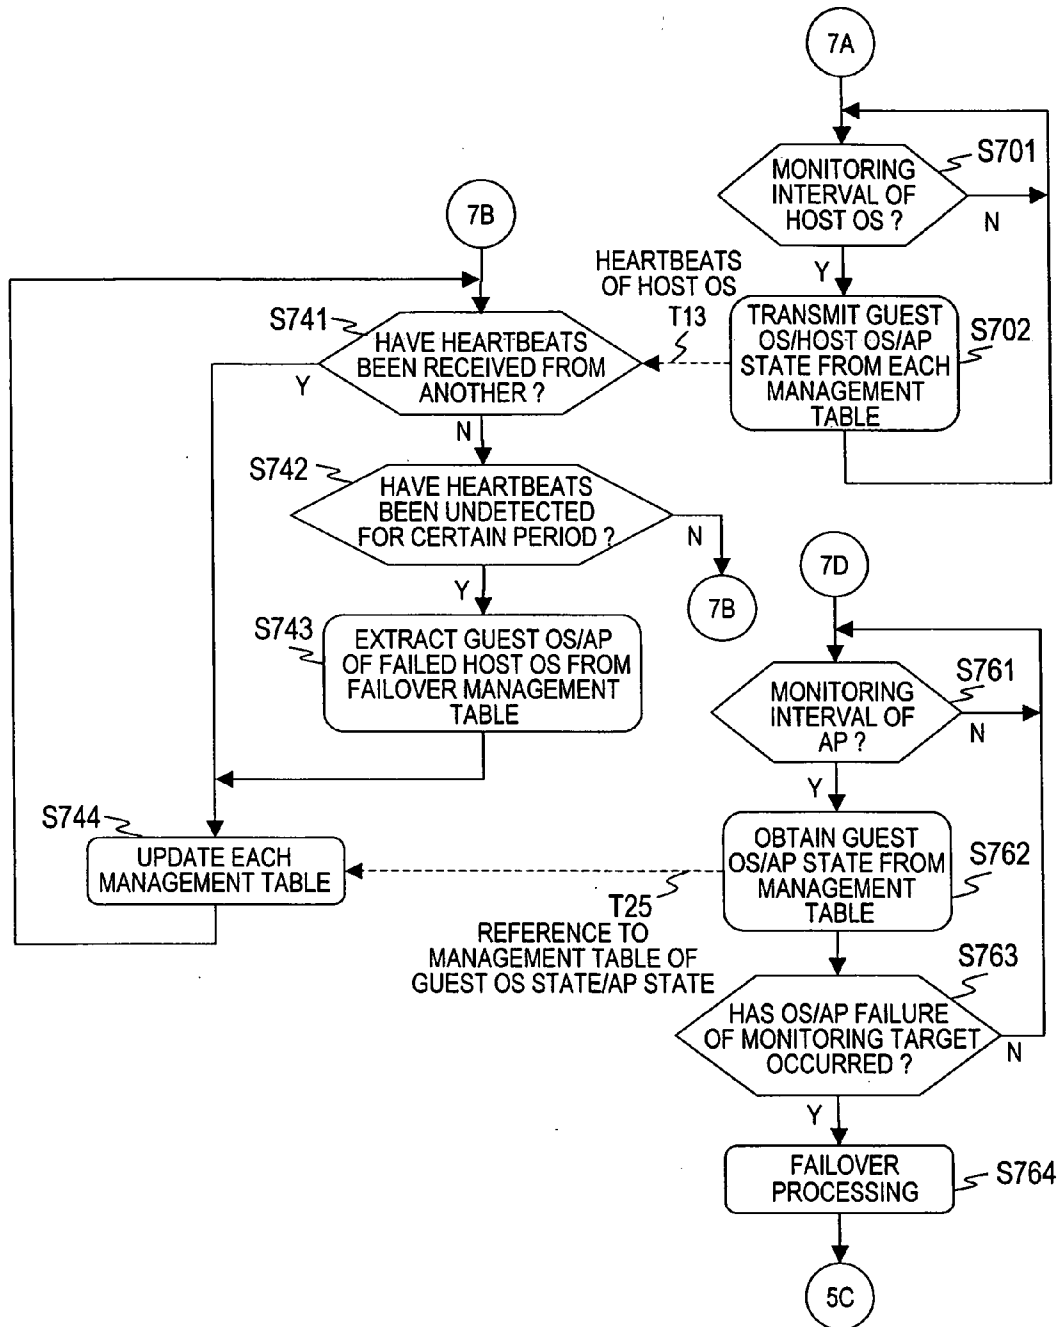 7A
MONITORING
INTERVAL OF
HOST OS ?
S701
N
Y
TRANSMIT GUEST
OS/HOST OS/AP
STATE FROM EACH
MANAGEMENT
TABLE
S702
HEARTBEATS
OF HOST OS
T13
7B
S741
HAVE HEARTBEATS
BEEN RECEIVED FROM
ANOTHER ?
Y
N
S742
HAVE HEARTBEATS
BEEN UNDETECTED
FOR CERTAIN PERIOD ?
N
7B
Y
S743
EXTRACT GUEST OS/AP
OF FAILED HOST OS FROM
FAILOVER MANAGEMENT
TABLE
S744
UPDATE EACH
MANAGEMENT TABLE
7D
MONITORING
INTERVAL OF
AP ?
S761
N
Y
OBTAIN GUEST
OS/AP STATE FROM
MANAGEMENT
TABLE
S762
T25
REFERENCE TO
MANAGEMENT TABLE OF
GUEST OS STATE/AP STATE
S763
HAS OS/AP FAILURE
OF MONITORING TARGET
OCCURRED ?
N
Y
FAILOVER
PROCESSING
S764
5C